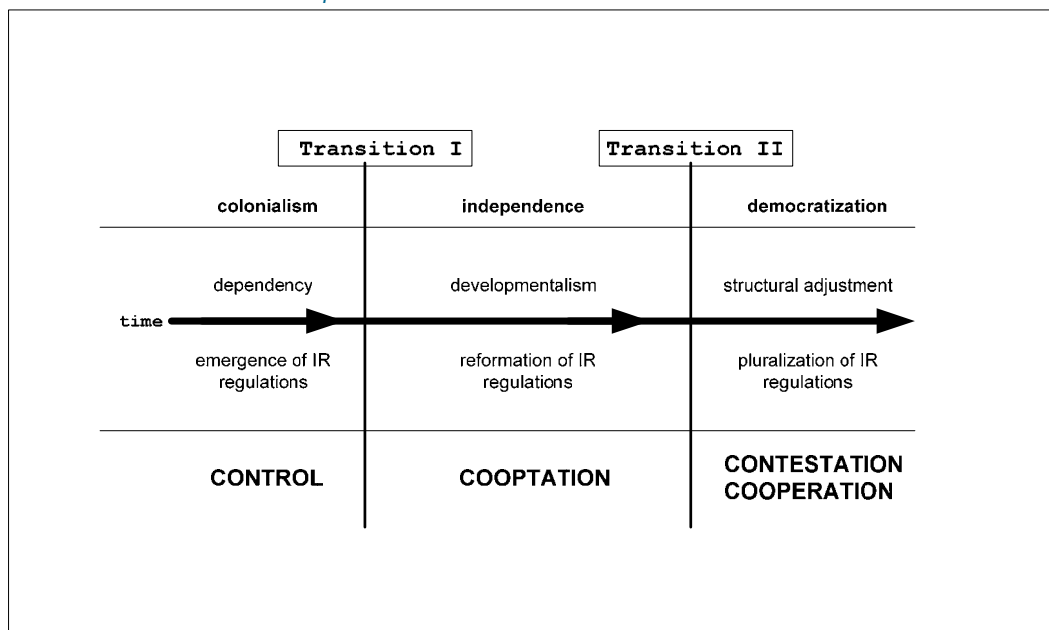 Transition I
Transition II
colonialism
independence
democratization
dependency
developmentalism
structural adjustment
time
emergence of IR
regulations
reformation of IR
regulations
pluralization of IR
regulations
CONTROL
COOPTATION
CONTESTATION
COOPERATION